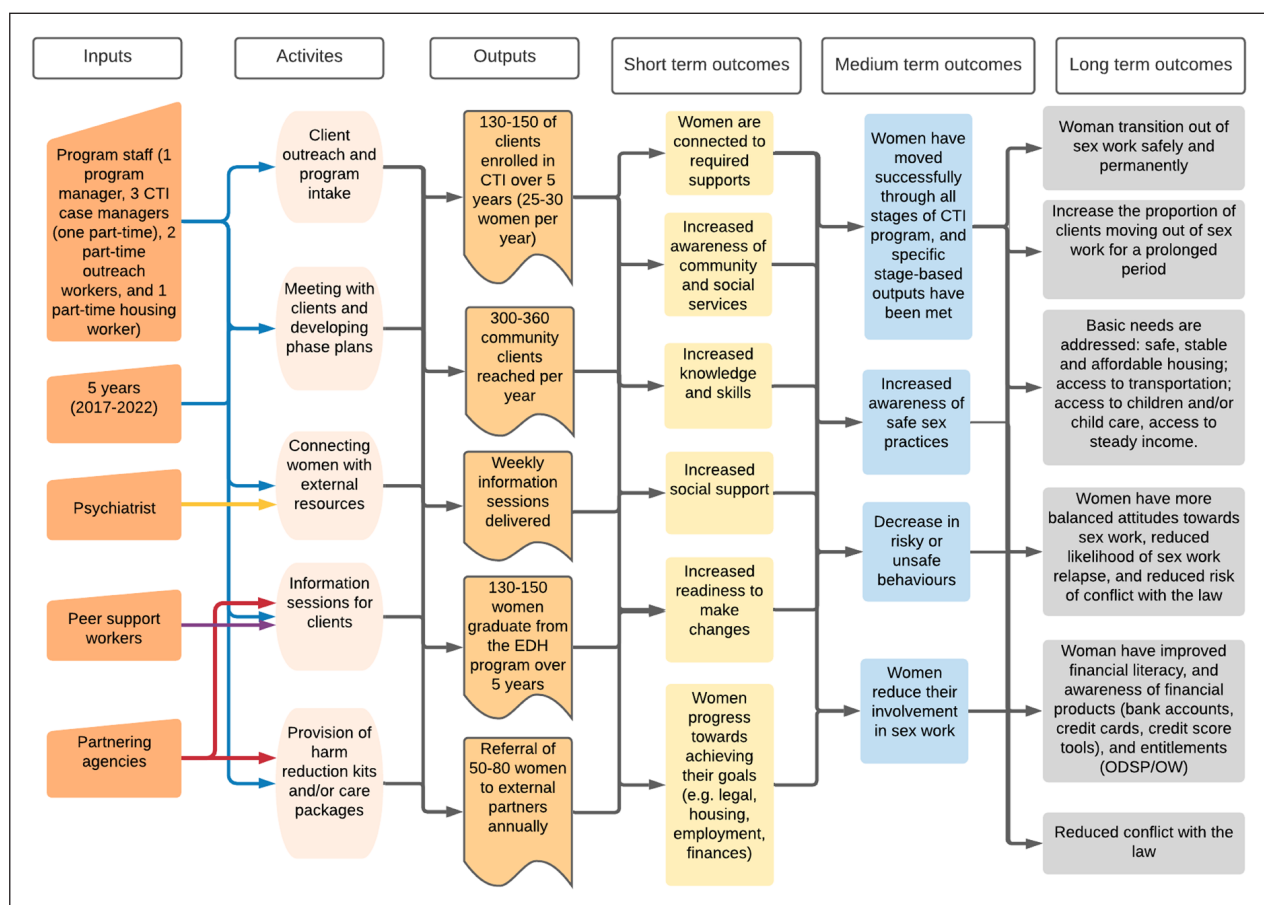 Inputs
Activites
Outputs
Short term outcomes
Medium term outcomes
Long term outcomes
Program staff (1
program
manager, 3 CTI
case managers
(one part-time), 2
part-time
outreach
workers, and 1
part-time housing
worker)
5 years
(2017-2022)
Psychiatrist
Peer support
workers
Partnering
agencies
Client
outreach and
program
intake
Meeting with
clients and
developing
phase plans
Connecting
women with
external
resources
Information
sessions for
clients
Provision of
harm
reduction kits
and/or care
packages
130-150 of
clients
enrolled in
CTI over 5
years (25-30
women per
year)
300-360
community
clients
reached per
year
Weekly
information
sessions
delivered
130-150
women
graduate from
the EDH
program over
5 years
Referral of
50-80 women
to external
partners
annually
Women are
connected to
required
supports
Increased
awareness of
community
and social
services
Increased
knowledge
and skills
Increased
social support
Increased
readiness to
make
changes
Women
progress
towards
achieving
their goals
(e.g. legal,
housing,
employment,
finances)
Women have
moved
successfully
through all
stages of CTI
program, and
specific
stage-based
outputs have
been met
Increased
awareness of
safe sex
practices
Decrease in
risky or
unsafe
behaviours
Women
reduce their
involvement
in sex work
Woman transition out of
sex work safely and
permanently
Increase the proportion of
clients moving out of sex
work for a prolonged
period
Basic needs are
addressed: safe, stable
and affordable housing;
access to transportation;
access to children and/or
child care, access to
steady income.
Women have more
balanced attitudes towards
sex work, reduced
likelihood of sex work
relapse, and reduced risk
of conflict with the law
Woman have improved
financial literacy, and
awareness of financial
products (bank accounts,
credit cards, credit score
tools), and entitlements
(ODSP/OW)
Reduced conflict with the
law